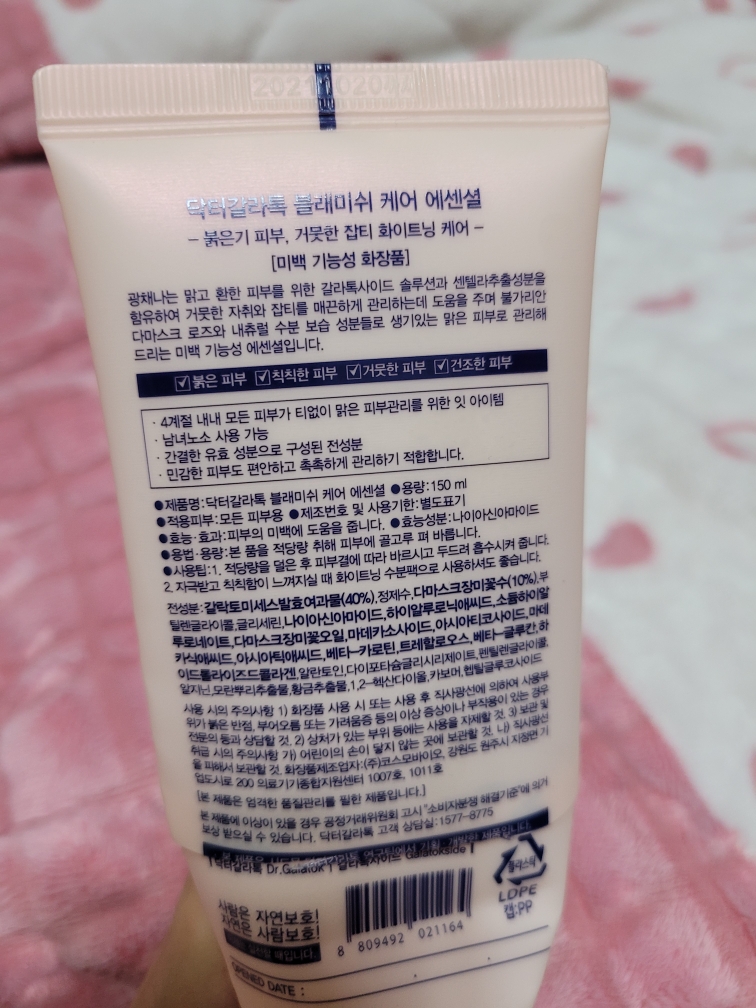 닥터갈라톡 블래미쉬 케어 에센셜
- 붉은기 피부, 거뭇한 잡티 화이트닝 케어 -
[미백 기능성 화장품]
광채나는 맑고 환한 피부를 위한 갈라톡사이드 솔루션과 센텔라추출성분을
함유하여 거뭇한 자취와 잡티를 매끈하게 관리하는데 도움을 주며 불가리안
다마스크 로즈와 내츄럴 수분 보습 성분들로 생기있는 맑은 피부로 관리해
드리는 미백 기능성 에센셜입니다.
☑붉은 피부 ☑칙칙한 피부 ☑거뭇한 피부 ☑건조한 피부
· 4계절 내내 모든 피부가 티없이 맑은 피부관리를 위한 잇 아이템
· 남녀노소 사용 가능
· 간결한 유효 성분으로 구성된 전성분
· 민감한 피부도 편안하고 촉촉하게 관리하기 적합합니다.
●제품명:닥터갈라톡 블래미쉬 케어 에센셜 ●용량:150 ml
●적용피부:모든 피부용 ●제조번호 및 사용기한:별도표기
●효능·효과:피부의 미백에 도움을 줍니다. ●효능성분:나이아신아마이드
●용법·용량:본 품을 적당량 취해 피부에 골고루 펴 바릅니다.
●사용팁:1. 적당량을 덜은 후 피부결에 따라 바르시고 두드려 흡수시켜 줍니다.
2. 자극받고 칙칙함이 느껴지실 때 화이트닝 수분팩으로 사용하셔도 좋습니다.
전성분:갈락토미세스발효여과물(40%),정제수,다마스크장미꽃수(10%),부
틸렌글라이콜,글리세린,나이아신아마이드,하이알루로닉애씨드,소듐하이알
루로네이트,다마스크장미꽃오일,마데카소사이드,아시아티코사이드,마데
카식애씨드,아시아틱애씨드,베타-카로틴,트레할로오스,베타-글루칸,하
이드롤라이즈드콜라겐,알란토인,다이포타슘글리시리제이트,펜틸렌글라이콜,
알지닌,모란뿌리추출물,황금추출물,1,2-헥산다이올,카보머,헵틸글루코사이드
사용 시의 주의사항 1) 화장품 사용 시 또는 사용 후 직사광선에 의하여 사용부
위가 붉은 반점, 부어오름 또는 가려움증 등의 이상 증상이나 부작용이 있는 경우
전문의 등과 상담할 것. 2) 상처가 있는 부위 등에는 사용을 자제할 것. 3) 보관 및
취급 시의 주의사항 가) 어린이의 손이 닿지 않는 곳에 보관할 것. 나) 직사광선
을 피해서 보관할 것. 화장품제조업자:(주)코스모바이오, 강원도 원주시 지정면 기
업도시로 200 의료기기종합지원센터 1007호, 1011호
[본 제품은 엄격한 품질관리를 필한 제품입니다.]
본 제품에 이상이 있을 경우 공정거래위원회 고시 "소비자분쟁 해결기준"에 의거
보상 받으실 수 있습니다. 닥터갈라톡 고객 상담실:1577-8775
닥터갈라톡 Dr.Galatok | 갈라톡사이드 Galatokside |
플라스틱
LDPE
캡:PP
사람은 자연보호!
자연은 사람보호!
8 809492 021164
OPENED DATE :